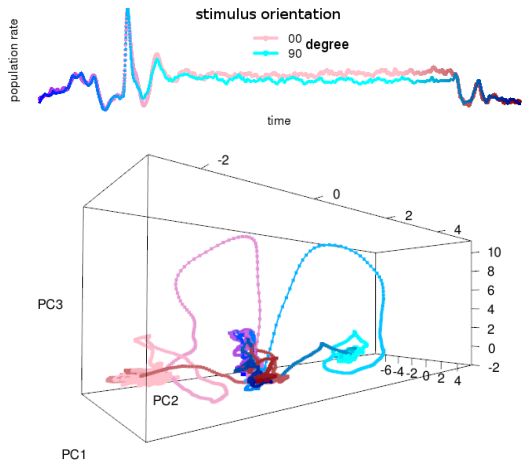 stimulus orientation
00
90
degree
population rate
time
-2
0
2
4
10
8
6
4
2
0
-2
-6 -4 -2 0 2 4
PC3
PC2
PC1